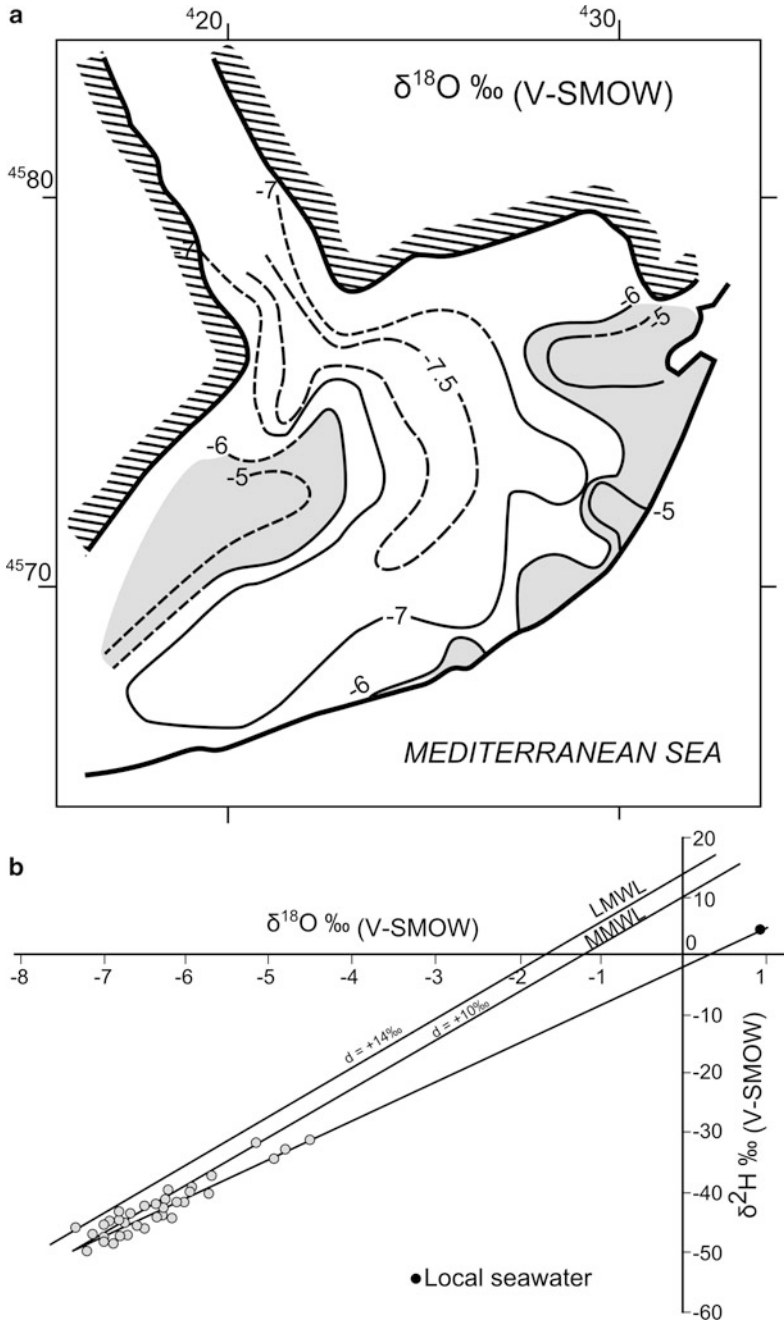 a
⁴20
⁴30
δ¹⁸O ‰ (V-SMOW)
⁴⁵80
-7
-7
-6
-5
-7.5
-6
-5
-5
⁴⁵70
-7
-6
MEDITERRANEAN SEA
b
δ¹⁸O ‰ (V-SMOW)
LMWL
MMWL
d = +14‰
d = +10‰
20
10
0
-8
-7
-6
-5
-4
-3
-2
-1
1
-10
-20
-30
-40
-50
-60
δ²H ‰ (V-SMOW)
Local seawater